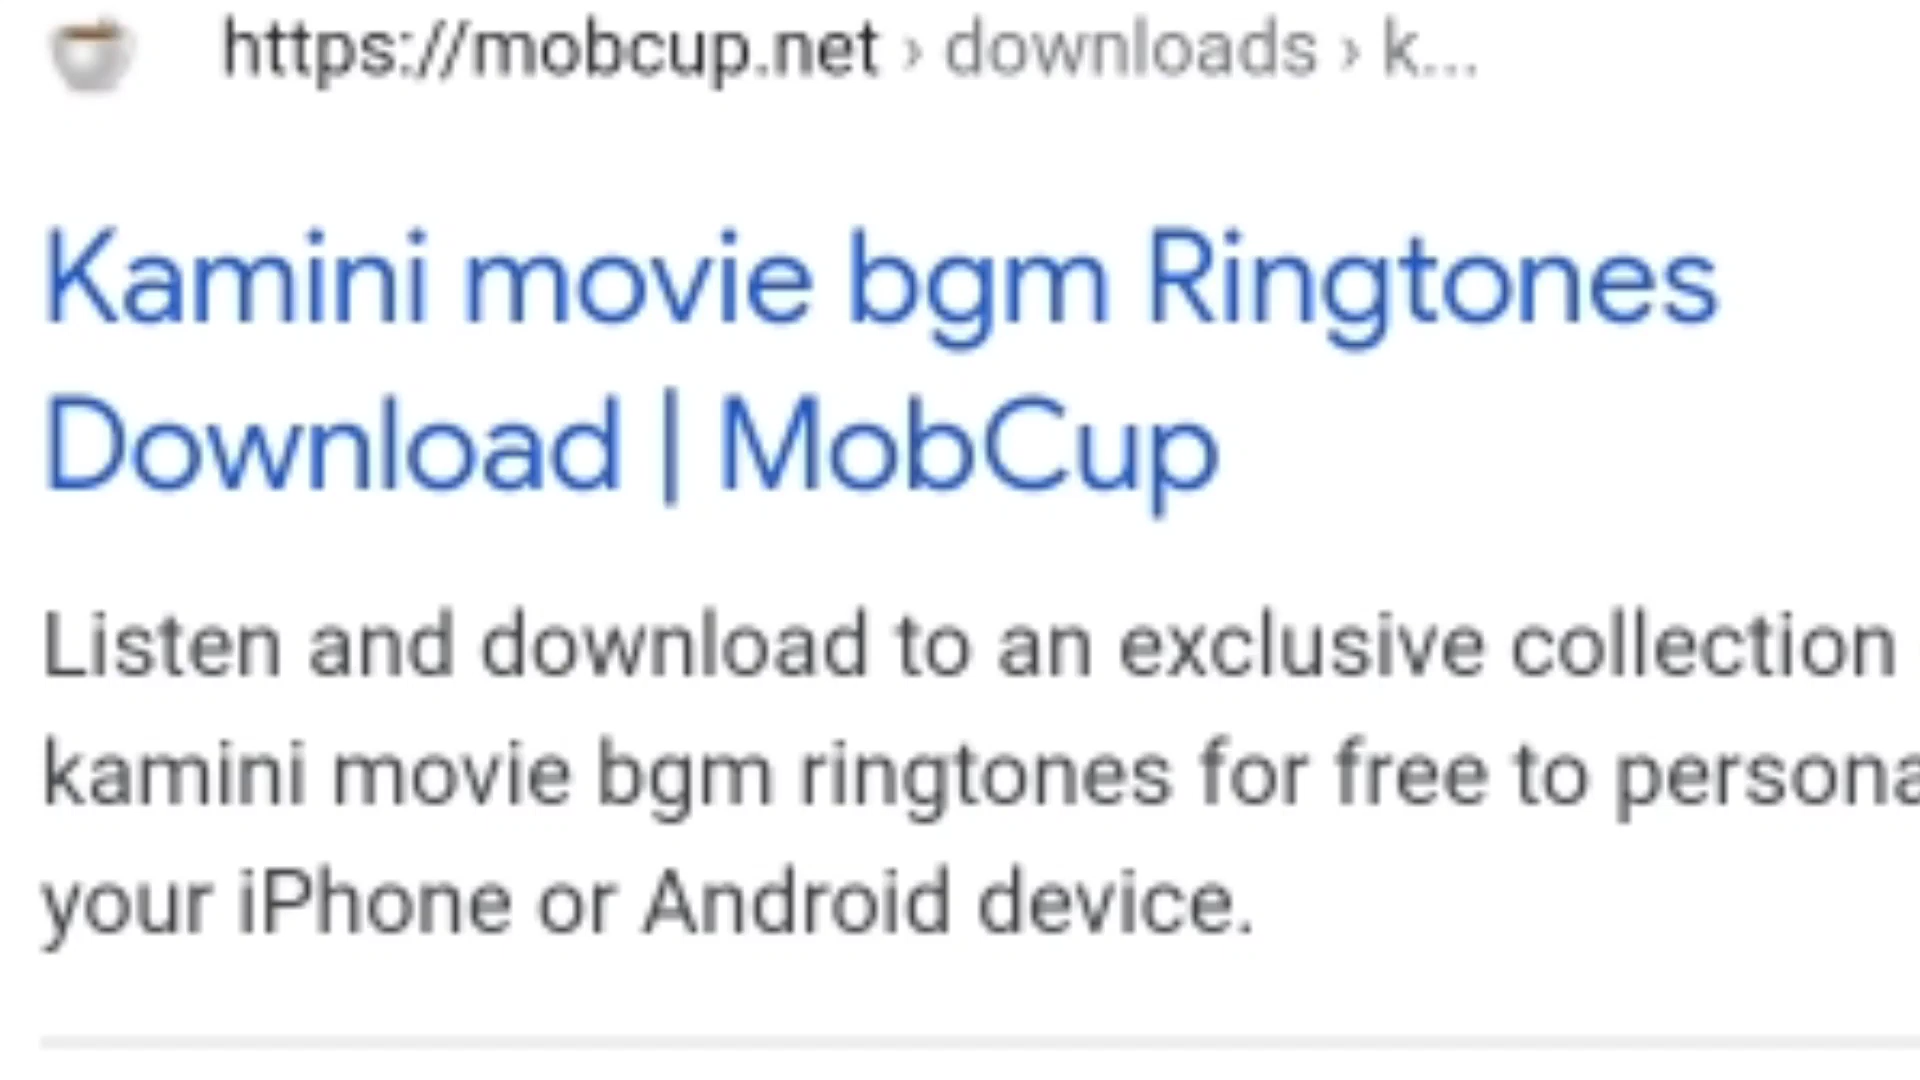 https://mobcup.net › downloads › k...
Kamini movie bgm Ringtones
Download | MobCup
Listen and download to an exclusive collection
kamini movie bgm ringtones for free to persona
your iPhone or Android device.